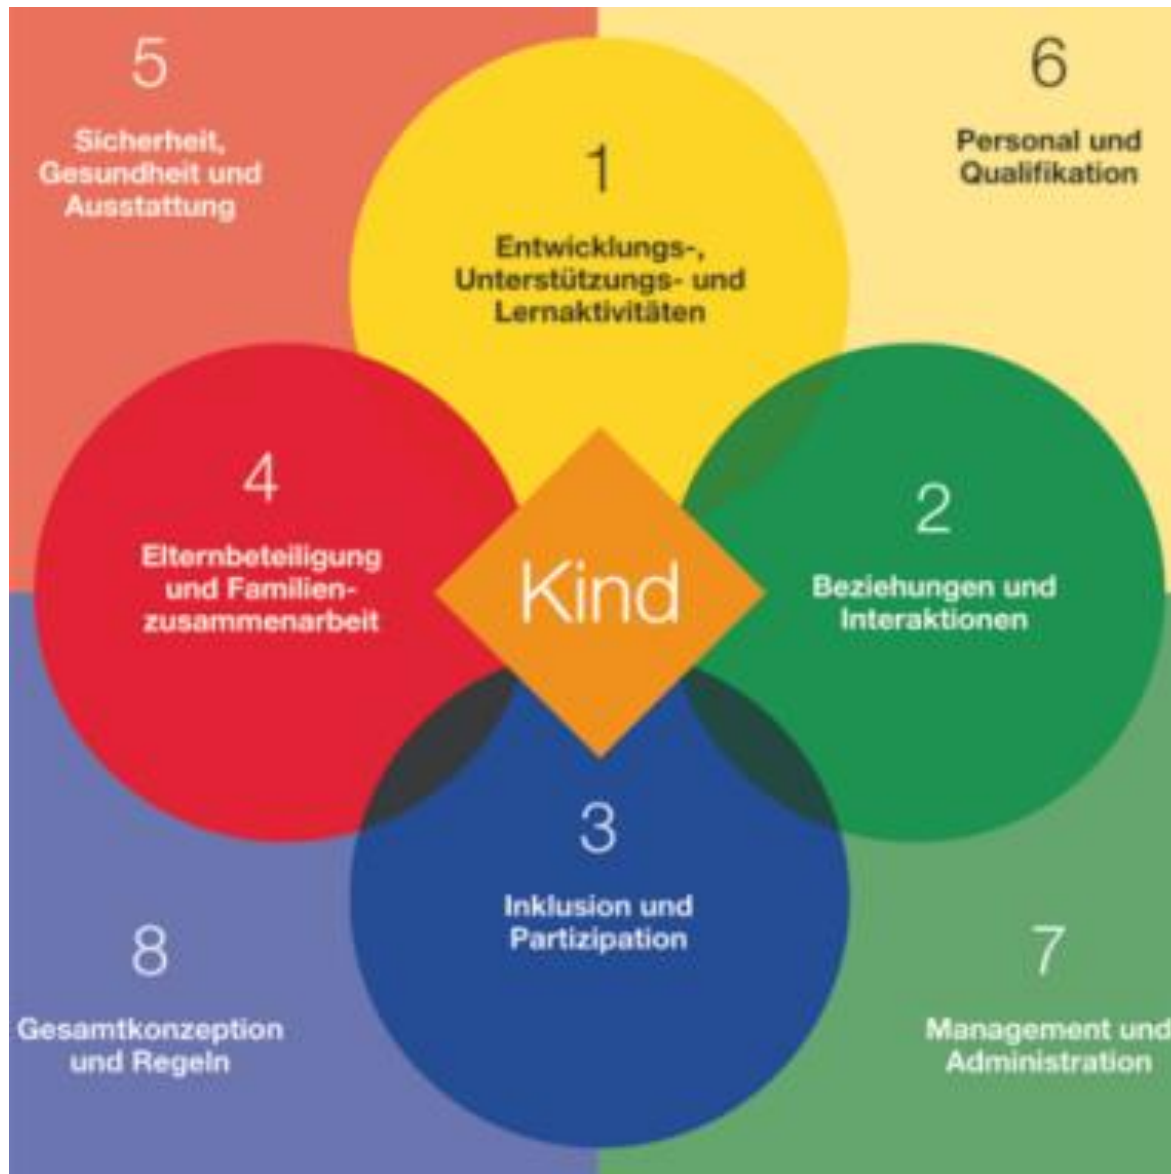 5
Sicherheit,
Gesundheit und
Ausstattung
6
Personal und
Qualifikation
1
Entwicklungs-,
Unterstützungs- und
Lernaktivitäten
4
Elternbeteiligung
und Familien-
zusammenarbeit
Kind
2
Beziehungen und
Interaktionen
3
Inklusion und
Partizipation
8
Gesamtkonzeption
und Regeln
7
Management und
Administration